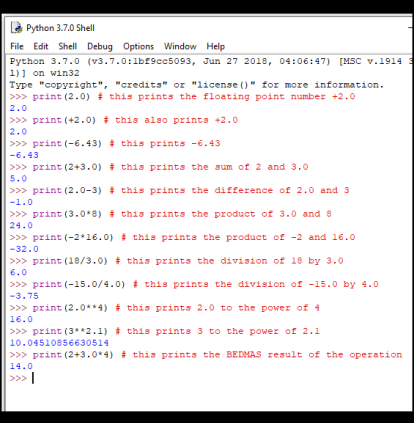 Python 3.7.0 Shell
File Edit Shell Debug Options Window Help
Python 3.7.0 (v3.7.0:1bf9cc5093, Jun 27 2018, 04:06:47) [MSC v.1914 3
1)] on win32
Type "copyright", "credits" or "license()" for more information.
>>> print(2.0) # this prints the floating point number +2.0
2.0
>>> print(+2.0) # this also prints +2.0
2.0
>>> print(-6.43) # this prints -6.43
-6.43
>>> print(2+3.0) # this prints the sum of 2 and 3.0
5.0
>>> print(2.0-3) # this prints the difference of 2.0 and 3
-1.0
>>> print(3.0*8) # this prints the product of 3.0 and 8
24.0
>>> print(-2*16.0) # this prints the product of -2 and 16.0
-32.0
>>> print(18/3.0) # this prints the division of 18 by 3.0
6.0
>>> print(-15.0/4.0) # this prints the division of -15.0 by 4.0
-3.75
>>> print(2.0**4) # this prints 2.0 to the power of 4
16.0
>>> print(3**2.1) # this prints 3 to the power of 2.1
10.04510856630514
>>> print(2+3.0*4) # this prints the BEDMAS result of the operation
14.0
>>>